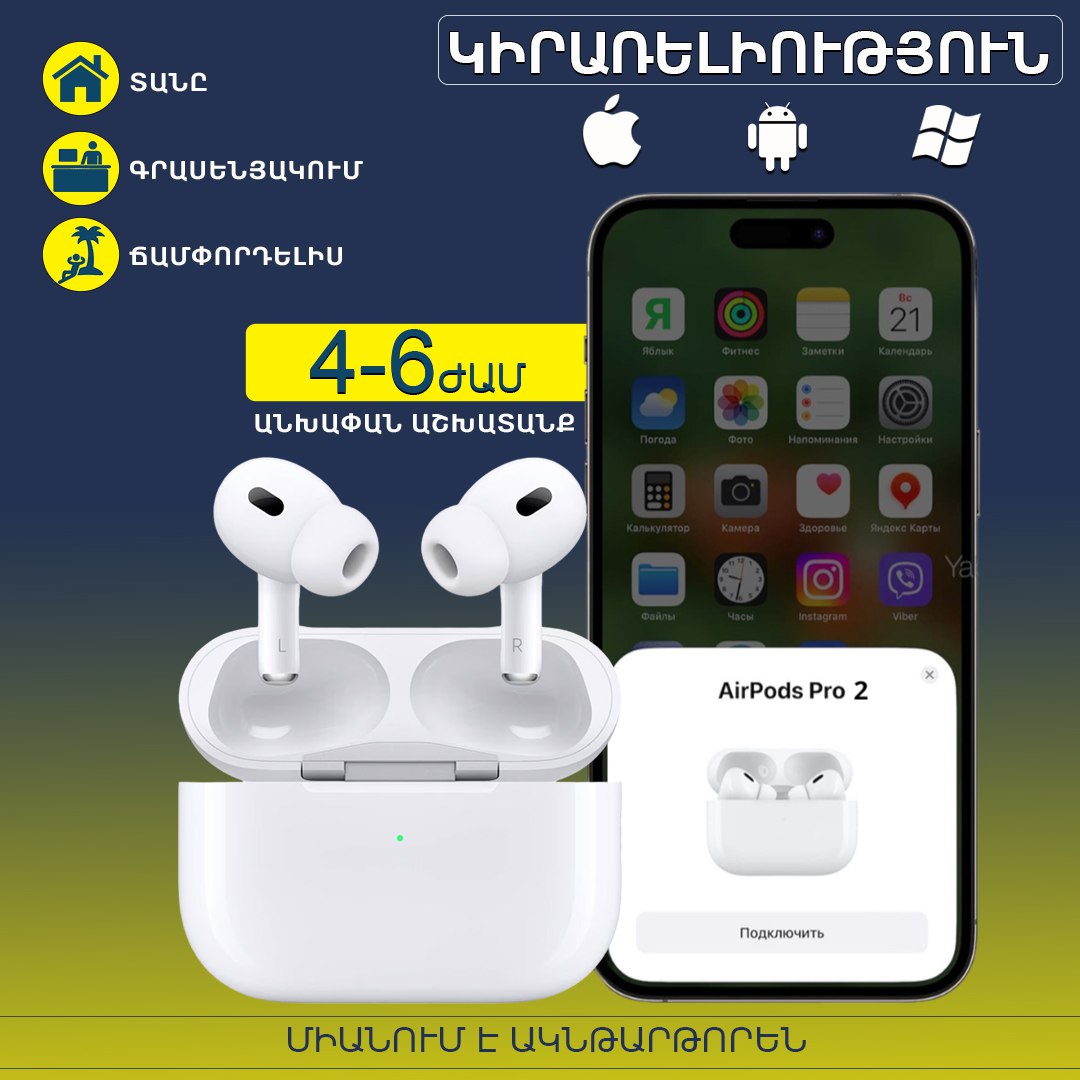 ԿԻՐԱՌԵԼԻՈՒԹՅՈՒՆ
ՏԱՆԸ
ԳՐԱՍԵՆՅԱԿՈՒՄ
ՃԱՄՓՈՐԴԵԼԻՍ
4-6ԺԱՄ
ԱՆԽԱՓԱՆ ԱՇԽԱՏԱՆՔ
Я
Вс
21
Яблык Фитнес Заметки Календарь
Погода Фото Напоминания Настройки
Калькулятор Камера Здоровье Яндекс Карты
Ya
Файлы Часы Instagram Viber
L R
AirPods Pro 2
Подключить
ՄԻԱՆՈՒՄ Է ԱԿՆԹԱՐԹՈՐԵՆ